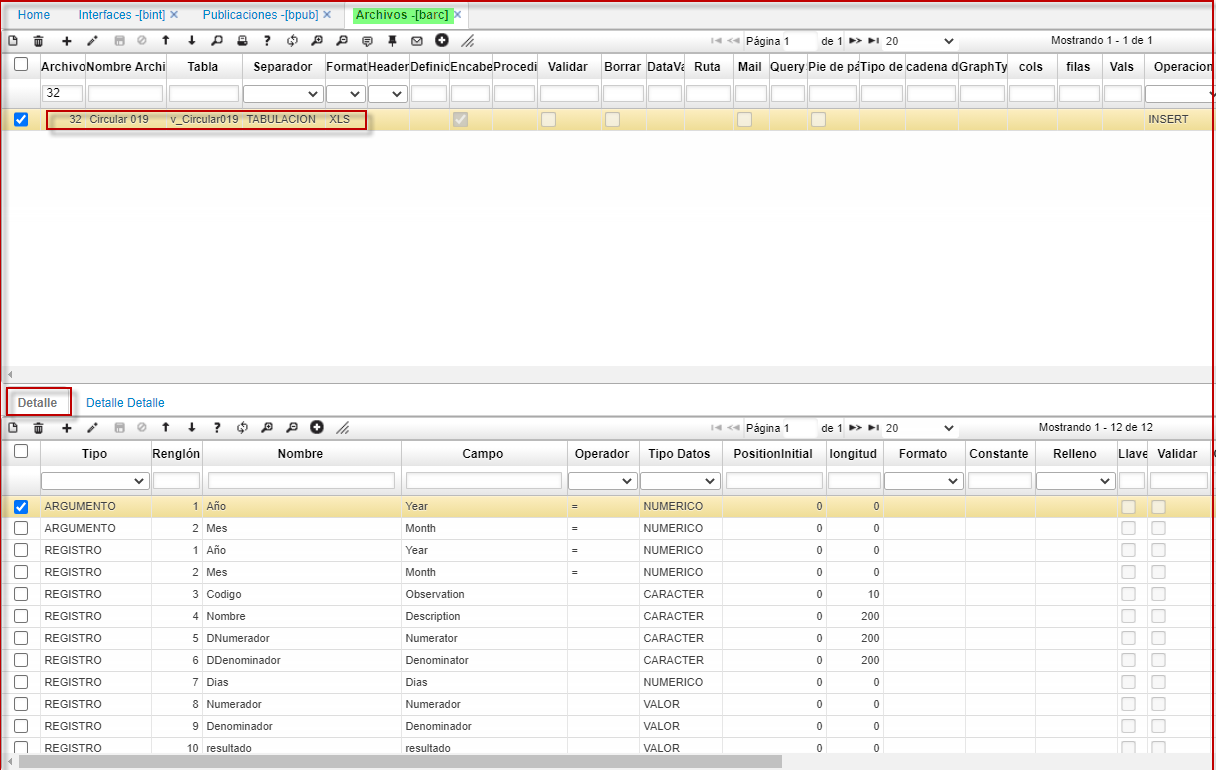 Home Interfaces -[bint] ✕ Publicaciones -[bpub] ✕ Archivos -[barc] ✕
Página 1 de 1 20 Mostrando 1 - 1 de 1
Archivo Nombre Archi Tabla Separador Format Header Definic Encabe Procedi Validar Borrar DataVa Ruta Mail Query Pie de pá Tipo de cadena d GraphTy cols filas Vals Operacion
32
32 Circular 019 v_Circular019 TABULACION XLS INSERT
Detalle Detalle Detalle
Página 1 de 1 20 Mostrando 1 - 12 de 12
Tipo Renglón Nombre Campo Operador Tipo Datos PositionInitial longitud Formato Constante Relleno Llave Validar
ARGUMENTO 1 Año Year = NUMERICO 0 0
ARGUMENTO 2 Mes Month = NUMERICO 0 0
REGISTRO 1 Año Year = NUMERICO 0 0
REGISTRO 2 Mes Month = NUMERICO 0 0
REGISTRO 3 Codigo Observation CARACTER 0 10
REGISTRO 4 Nombre Description CARACTER 0 200
REGISTRO 5 DNumerador Numerator CARACTER 0 200
REGISTRO 6 DDenominador Denominator CARACTER 0 200
REGISTRO 7 Dias Dias NUMERICO 0 0
REGISTRO 8 Numerador Numerador VALOR 0 0
REGISTRO 9 Denominador Denominador VALOR 0 0
REGISTRO 10 resultado resultado VALOR 0 0